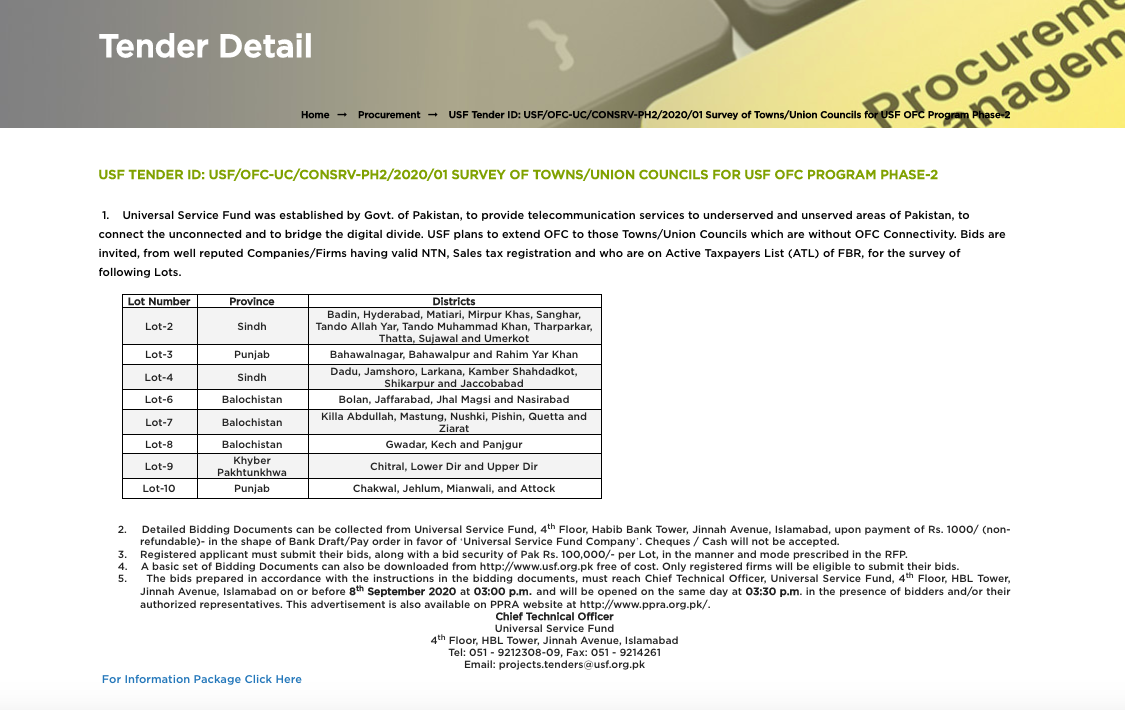 Tender Detail
Procureme
anagem
Home → Procurement → USF Tender ID: USF/OFC-UC/CONSRV-PH2/2020/01 Survey of Towns/Union Councils for USF OFC Program Phase-2
USF TENDER ID: USF/OFC-UC/CONSRV-PH2/2020/01 SURVEY OF TOWNS/UNION COUNCILS FOR USF OFC PROGRAM PHASE-2
1. Universal Service Fund was established by Govt. of Pakistan, to provide telecommunication services to underserved and unserved areas of Pakistan, to
connect the unconnected and to bridge the digital divide. USF plans to extend OFC to those Towns/Union Councils which are without OFC Connectivity. Bids are
invited, from well reputed Companies/Firms having valid NTN, Sales tax registration and who are on Active Taxpayers List (ATL) of FBR, for the survey of
following Lots.
Lot Number Province Districts
Lot-2 Sindh Badin, Hyderabad, Matiari, Mirpur Khas, Sanghar,
Tando Allah Yar, Tando Muhammad Khan, Tharparkar,
Thatta, Sujawal and Umerkot
Lot-3 Punjab Bahawalnagar, Bahawalpur and Rahim Yar Khan
Lot-4 Sindh Dadu, Jamshoro, Larkana, Kamber Shahdadkot,
Shikarpur and Jaccobabad
Lot-6 Balochistan Bolan, Jaffarabad, Jhal Magsi and Nasirabad
Lot-7 Balochistan Killa Abdullah, Mastung, Nushki, Pishin, Quetta and
Ziarat
Lot-8 Balochistan Gwadar, Kech and Panjgur
Lot-9 Khyber
Pakhtunkhwa Chitral, Lower Dir and Upper Dir
Lot-10 Punjab Chakwal, Jehlum, Mianwali, and Attock
2. Detailed Bidding Documents can be collected from Universal Service Fund, 4th Floor, Habib Bank Tower, Jinnah Avenue, Islamabad, upon payment of Rs. 1000/ (non-
refundable)- in the shape of Bank Draft/Pay order in favor of ‘Universal Service Fund Company’. Cheques / Cash will not be accepted.
3. Registered applicant must submit their bids, along with a bid security of Pak Rs. 100,000/- per Lot, in the manner and mode prescribed in the RFP.
4. A basic set of Bidding Documents can also be downloaded from http://www.usf.org.pk free of cost. Only registered firms will be eligible to submit their bids.
5. The bids prepared in accordance with the instructions in the bidding documents, must reach Chief Technical Officer, Universal Service Fund, 4th Floor, HBL Tower,
Jinnah Avenue, Islamabad on or before 8th September 2020 at 03:00 p.m. and will be opened on the same day at 03:30 p.m. in the presence of bidders and/or their
authorized representatives. This advertisement is also available on PPRA website at http://www.ppra.org.pk/.
Chief Technical Officer
Universal Service Fund
4th Floor, HBL Tower, Jinnah Avenue, Islamabad
Tel: 051 - 9212308-09, Fax: 051 - 9214261
Email: projects.tenders@usf.org.pk
For Information Package Click Here